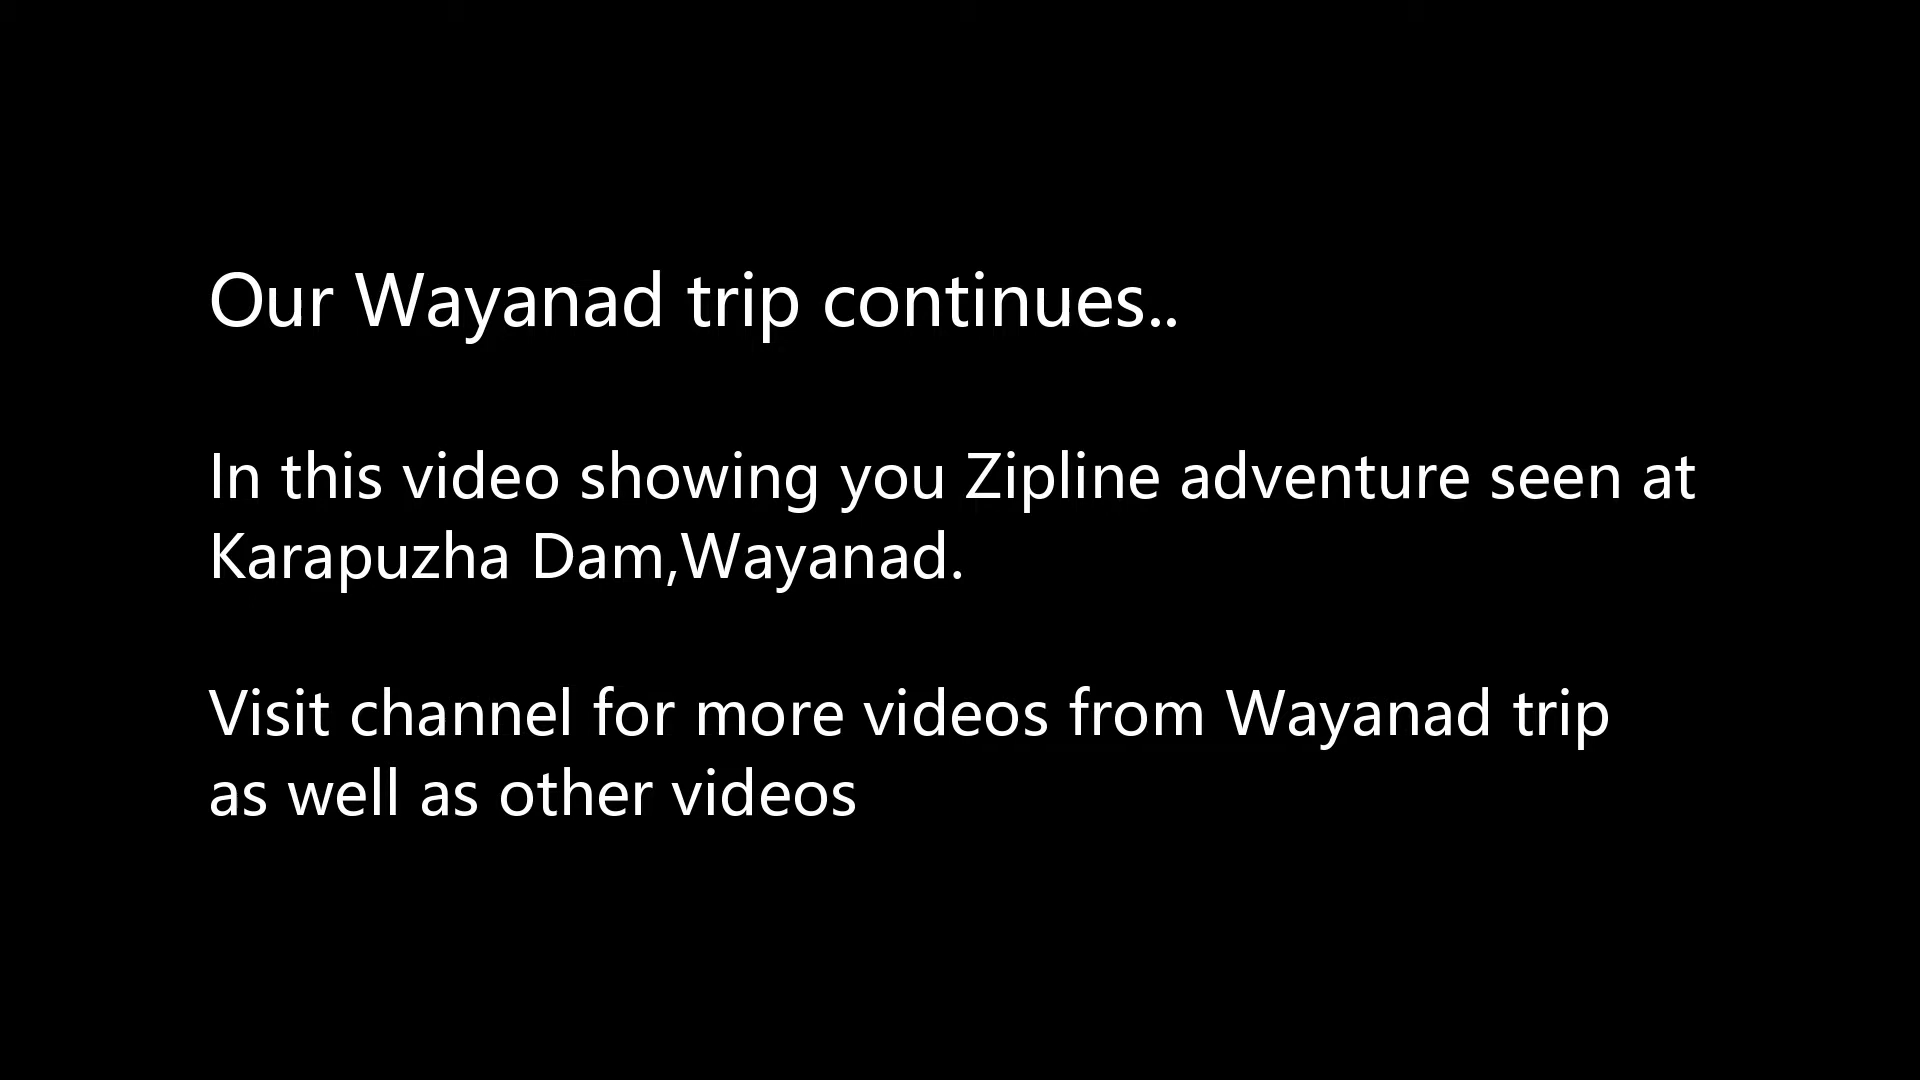 Our Wayanad trip continues..
In this video showing you Zipline adventure seen at
Karapuzha Dam,Wayanad.
Visit channel for more videos from Wayanad trip
as well as other videos